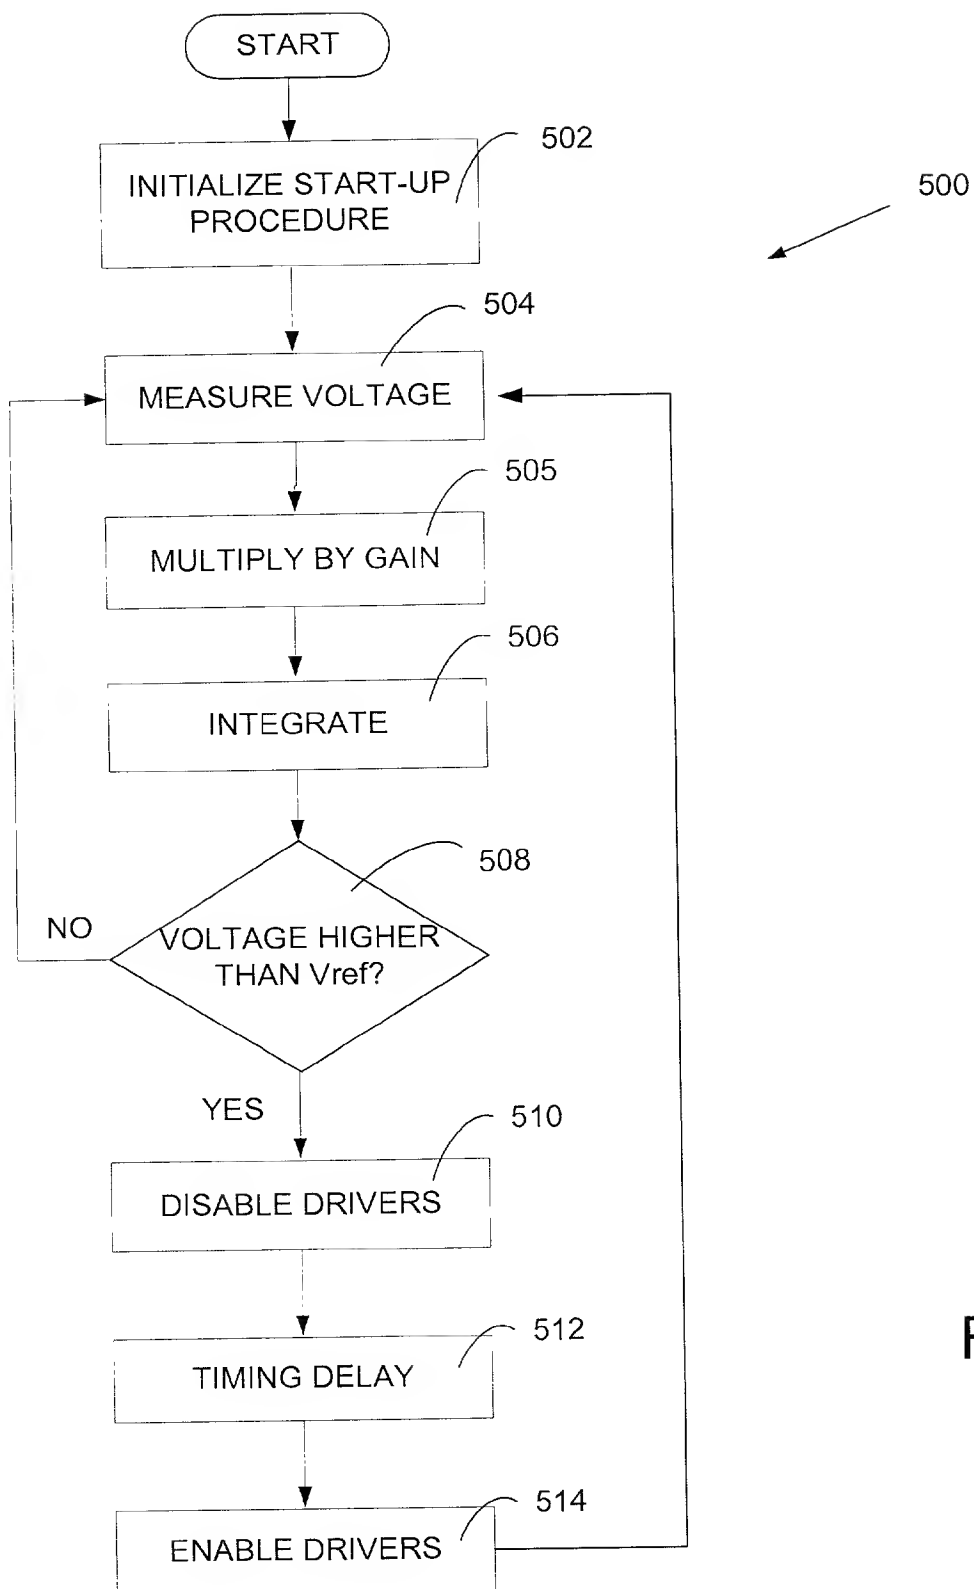 START
502
INITIALIZE START-UP
PROCEDURE
500
504
MEASURE VOLTAGE
505
MULTIPLY BY GAIN
506
INTEGRATE
508
NO
VOLTAGE HIGHER
THAN Vref?
YES
510
DISABLE DRIVERS
512
TIMING DELAY
514
ENABLE DRIVERS